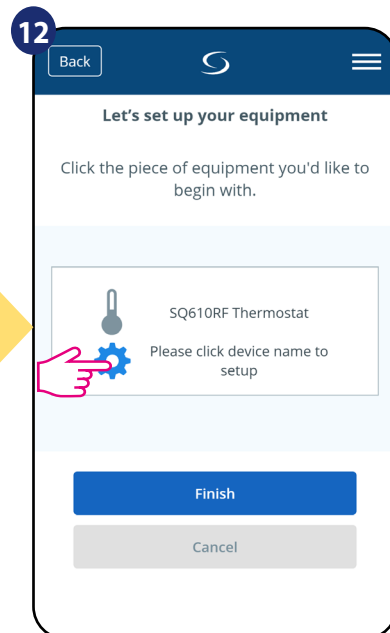 12
Back
Let's set up your equipment
Click the piece of equipment you'd like to
begin with.
SQ610RF Thermostat
Please click device name to
setup
Finish
Cancel